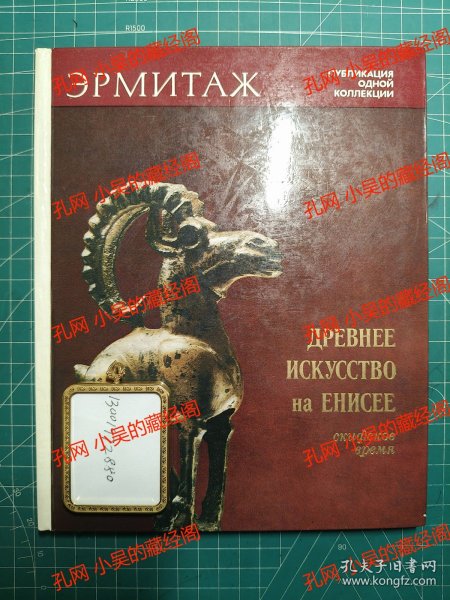 R1500
ЭРМИТАЖ
ПУБЛИКАЦИЯ
ОДНОЙ
КОЛЛЕКЦИИ
孔网 小吴的藏经阁
孔网 小吴的藏经阁
孔网 小吴的藏经阁
孔网 小吴的藏经阁
孔网 小吴的藏经阁
ДРЕВНЕЕ
ИСКУССТВО
на ЕНИСЕЕ
скифское
время
孔网 小吴的藏经阁
孔网 小吴的藏经阁
孔网 小吴的藏经阁
孔夫子旧书网
www.kongfz.com